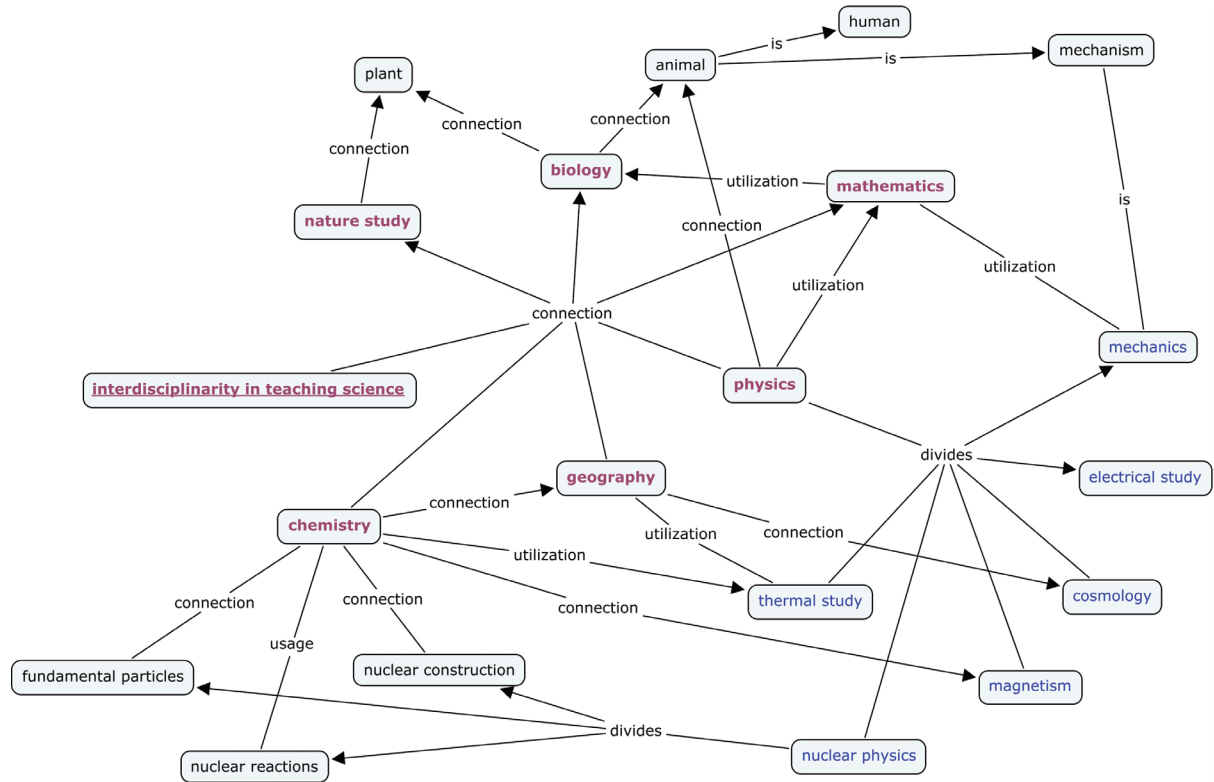 human
is
mechanism
animal
is
plant
connection
connection
connection
biology
utilization
mathematics
is
nature study
connection
utilization
utilization
connection
mechanics
interdisciplinarity in teaching science
physics
divides
geography
electrical study
connection
chemistry
utilization
connection
utilization
connection
connection
connection
thermal study
cosmology
usage
fundamental particles
nuclear construction
magnetism
divides
nuclear physics
nuclear reactions